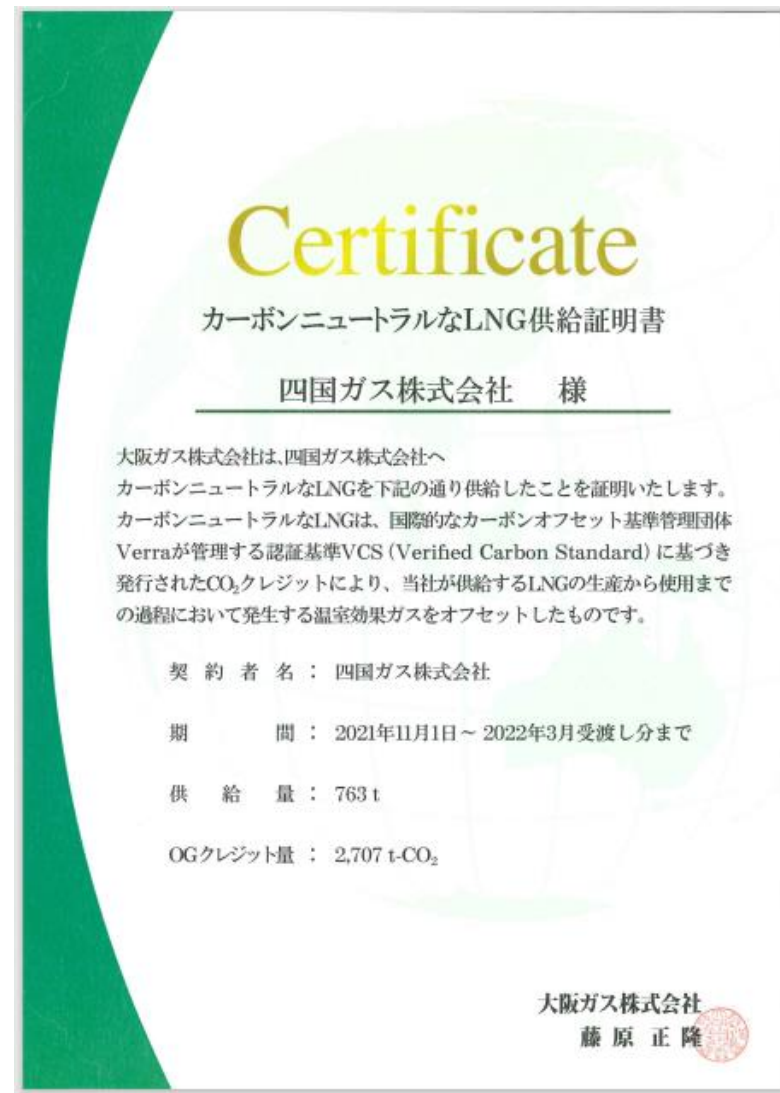 Certificate
カーボンニュートラルなLNG供給証明書
四国ガス株式会社 様
大阪ガス株式会社は、四国ガス株式会社へ
カーボンニュートラルなLNGを下記の通り供給したことを証明いたします。
カーボンニュートラルなLNGは、国際的なカーボンオフセット基準管理団体
Verraが管理する認証基準VCS (Verified Carbon Standard) に基づき
発行されたCO₂クレジットにより、当社が供給するLNGの生産から使用まで
の過程において発生する温室効果ガスをオフセットしたものです。
契約者名 : 四国ガス株式会社
期間 : 2021年11月1日~ 2022年3月受渡し分まで
供給量 : 763 t
OGクレジット量 : 2,707 t-CO₂
大阪ガス株式会社
藤原 正隆